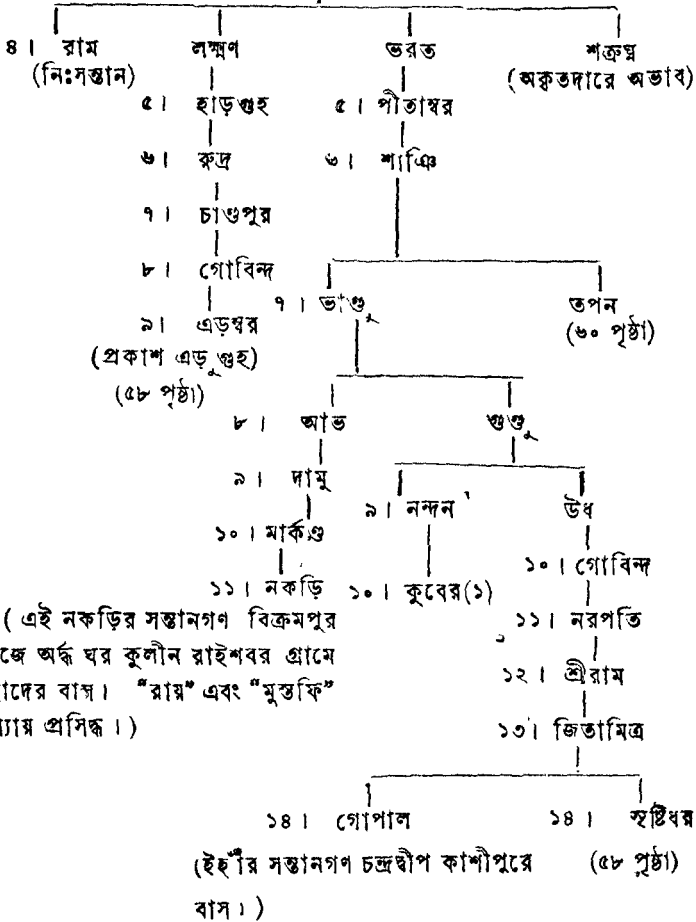 ৪। রাম লক্ষ্মণ ভরত শত্রুঘ্ন
(নিঃসন্তান) (অকৃতদারে অভাব)
৫। হাড়গুহ ৫। পীতাম্বর
৬। রুদ্র ৬। শাঞি
৭। চাণ্ডপুর
৮। গোবিন্দ
৭। ভাণ্ডু তপন
৯। এড়ম্বর (৬০ পৃষ্ঠা)
(প্রকাশ এড়ুগুহ)
(৫৮ পৃষ্ঠা)
৮। আভ গুণ্ডু
৯। দামু
৯। নন্দন উধ
১০। মার্কণ্ড
১০। গোবিন্দ
১১। নকড়ি ১০। কুবের(১)
(এই নকড়ির সন্তানগণ বিক্রমপুর ১১। নরপতি
জে অর্দ্ধ ঘর কুলীন রাইশবর গ্রামে
১২। শ্রীরাম
াদের বাস। “রায়” এবং “মুস্তফি”
্যায় প্রসিদ্ধ।) ১৩। জিতামিত্র
১৪। গোপাল ১৪। সৃষ্টিধর
(ইহাঁর সন্তানগণ চন্দ্রদ্বীপ কাশীপুরে (৫৮ পৃষ্ঠা)
বাস।)